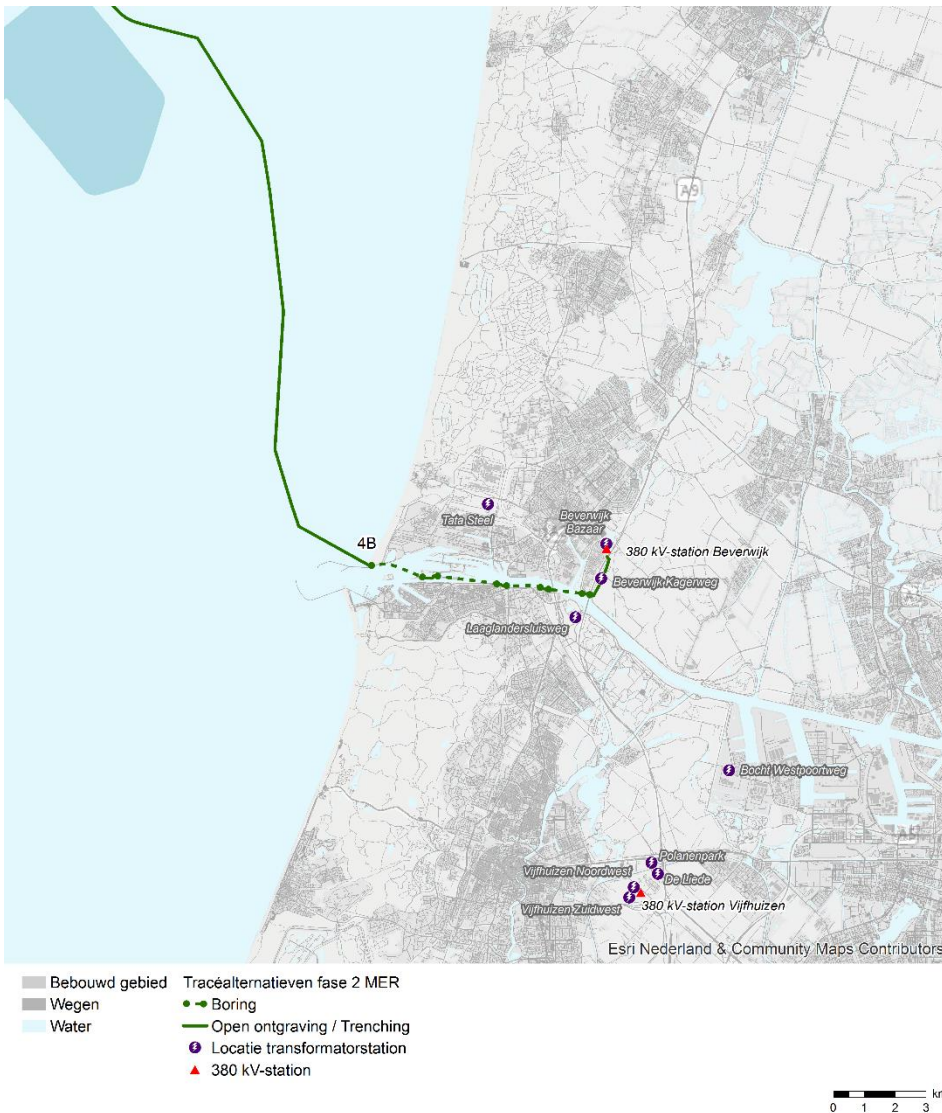 A9
4B
Tata Steel
Beverwijk
Bazaar
380 kV-station Beverwijk
Beverwijk Kagerweg
Laaglandersluisweg
Bocht Westpoortweg
Polanenpark
Vijfhuizen Noordwest
De Liede
Vijfhuizen Zuidwest
380 kV-station Vijfhuizen
Esri Nederland & Community Maps Contributors
Bebouwd gebied
Wegen
Water
Tracéalternatieven fase 2 MER
Boring
Open ontgraving / Trenching
Locatie transformatorstation
380 kV-station
km
0 1 2 3